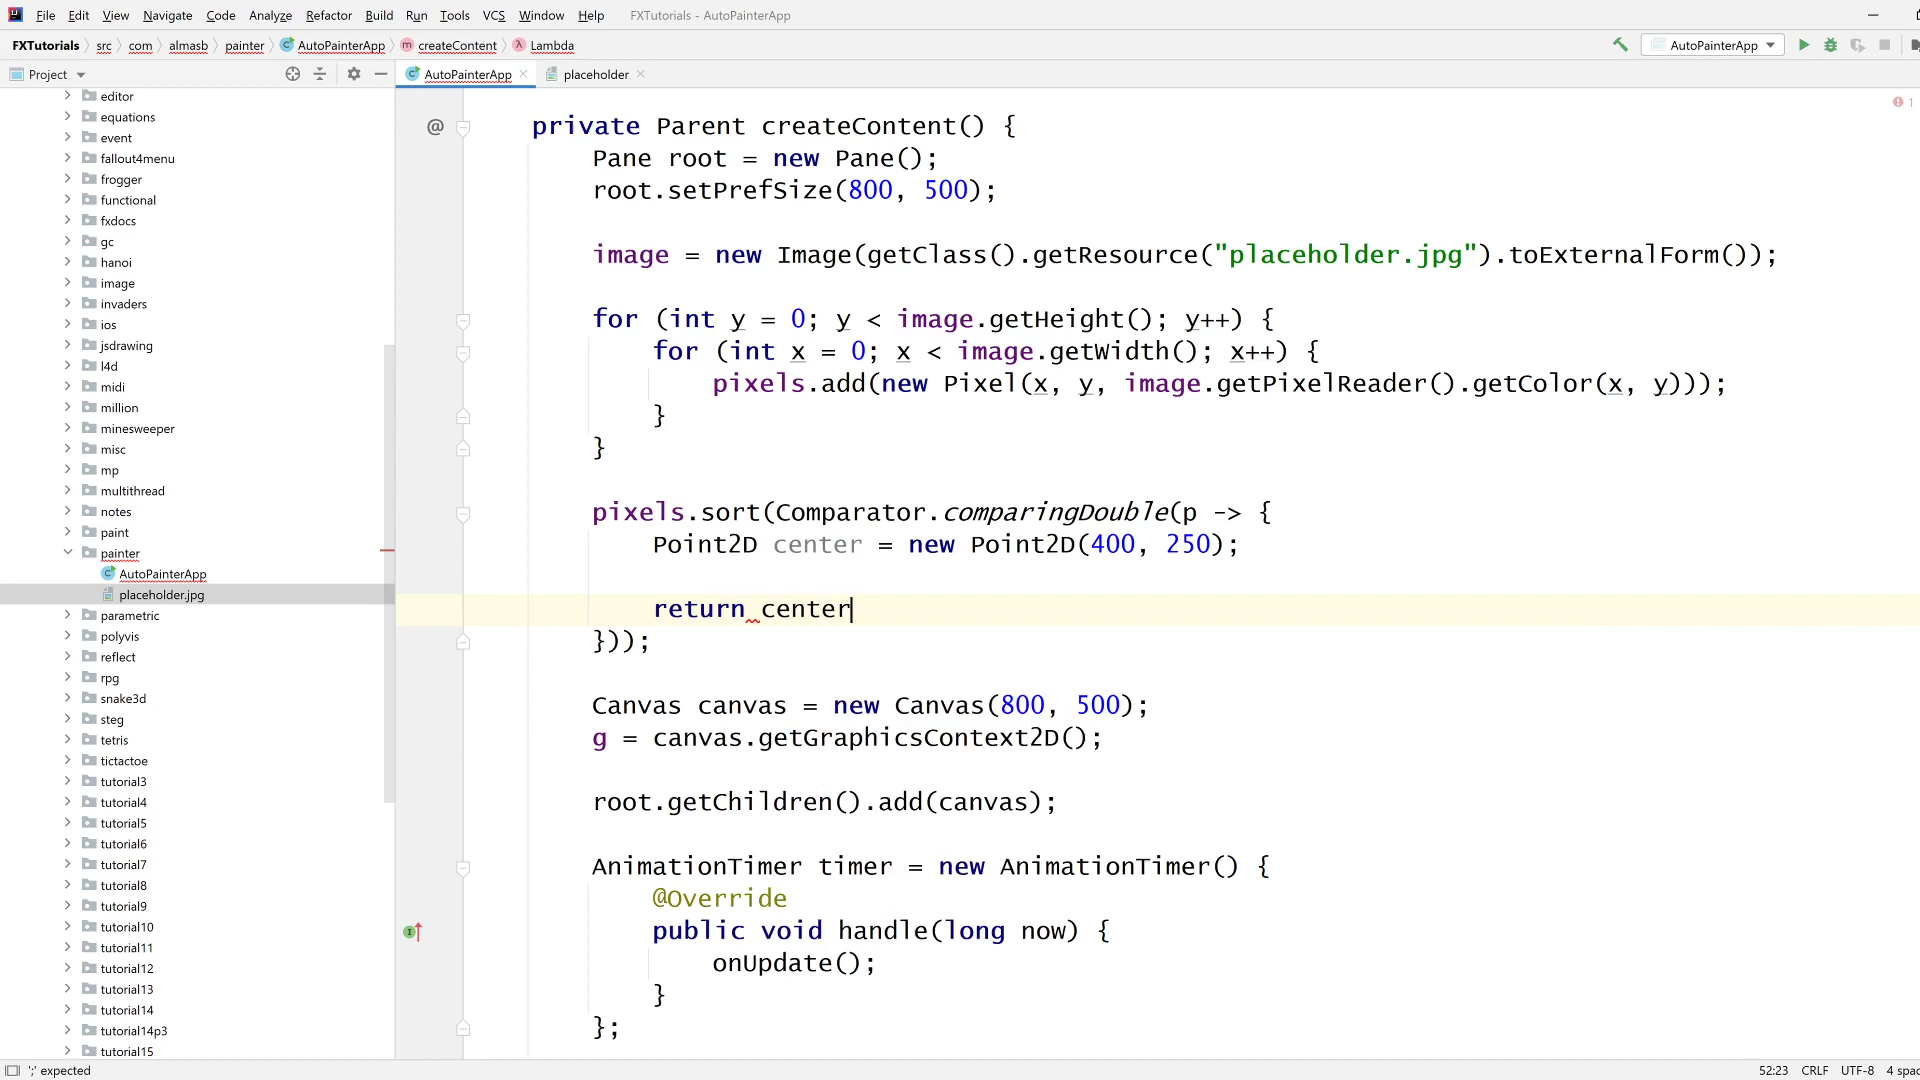 File Edit View Navigate Code Analyze Refactor Build Run Tools VCS Window Help FXTutorials - AutoPainterApp
FXTutorials src com almasb painter AutoPainterApp createContent Lambda AutoPainterApp
Project AutoPainterApp placeholder
editor
equations
event
fallout4menu
frogger
functional
fxdocs
gc
hanoi
image
invaders
ios
jsdrawing
l4d
midi
million
minesweeper
misc
mp
multithread
notes
paint
painter
AutoPainterApp
placeholder.jpg
parametric
polyvis
reflect
rpg
snake3d
steg
tetris
tictactoe
tutorial3
tutorial4
tutorial5
tutorial6
tutorial7
tutorial8
tutorial9
tutorial10
tutorial11
tutorial12
tutorial13
tutorial14
tutorial14p3
tutorial15
1
@ private Parent createContent() {
Pane root = new Pane();
root.setPrefSize(800, 500);
image = new Image(getClass().getResource("placeholder.jpg").toExternalForm());
for (int y = 0; y < image.getHeight(); y++) {
for (int x = 0; x < image.getWidth(); x++) {
pixels.add(new Pixel(x, y, image.getPixelReader().getColor(x, y)));
}
}
pixels.sort(Comparator.comparingDouble(p -> {
Point2D center = new Point2D(400, 250);
return center
}));
Canvas canvas = new Canvas(800, 500);
g = canvas.getGraphicsContext2D();
root.getChildren().add(canvas);
AnimationTimer timer = new AnimationTimer() {
@Override
public void handle(long now) {
onUpdate();
}
};
';' expected 52:23 CRLF UTF-8 4 spac